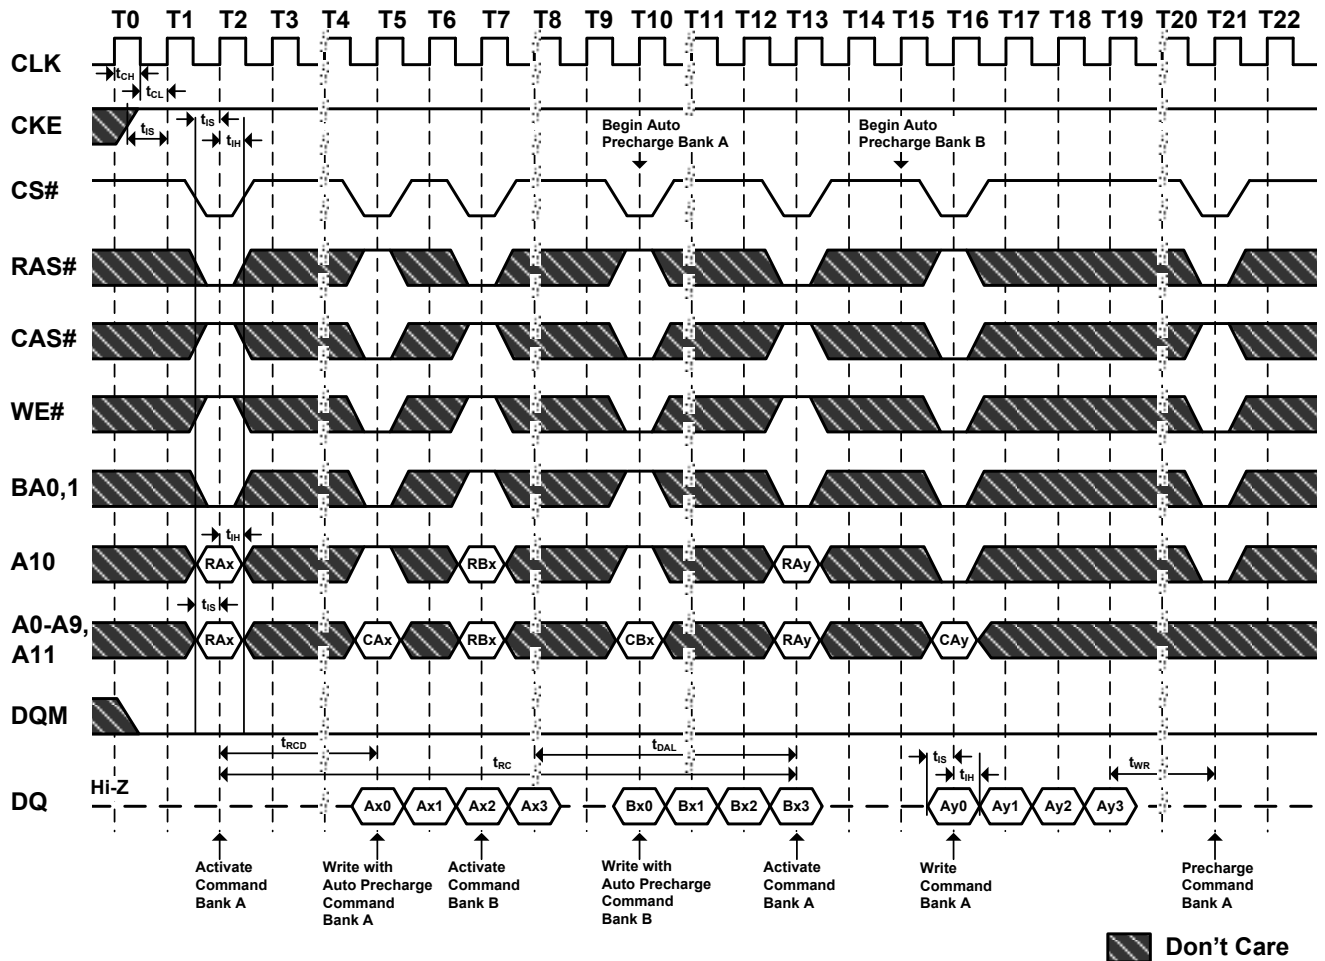 T0 T1 T2 T3 T4 T5 T6 T7 T8 T9 T10 T11 T12 T13 T14 T15 T16 T17 T18 T19 T20 T21 T22
CLK
tCH
tCL
CKE
tIS
tIS
tIH
Begin Auto
Precharge Bank A
Begin Auto
Precharge Bank B
CS#
RAS#
CAS#
WE#
BA0,1
tIH
A10
RAx RBx RAy
tIS
A0-A9,
A11
RAx CAx RBx CBx RAy CAy
DQM
tRCD
tDAL
tRC
tIS
tIH
tWR
Hi-Z
DQ
Ax0 Ax1 Ax2 Ax3 Bx0 Bx1 Bx2 Bx3 Ay0 Ay1 Ay2 Ay3
Activate
Command
Bank A
Write with
Auto Precharge
Command
Bank A
Activate
Command
Bank B
Write with
Auto Precharge
Command
Bank B
Activate
Command
Bank A
Write
Command
Bank A
Precharge
Command
Bank A
Don't Care